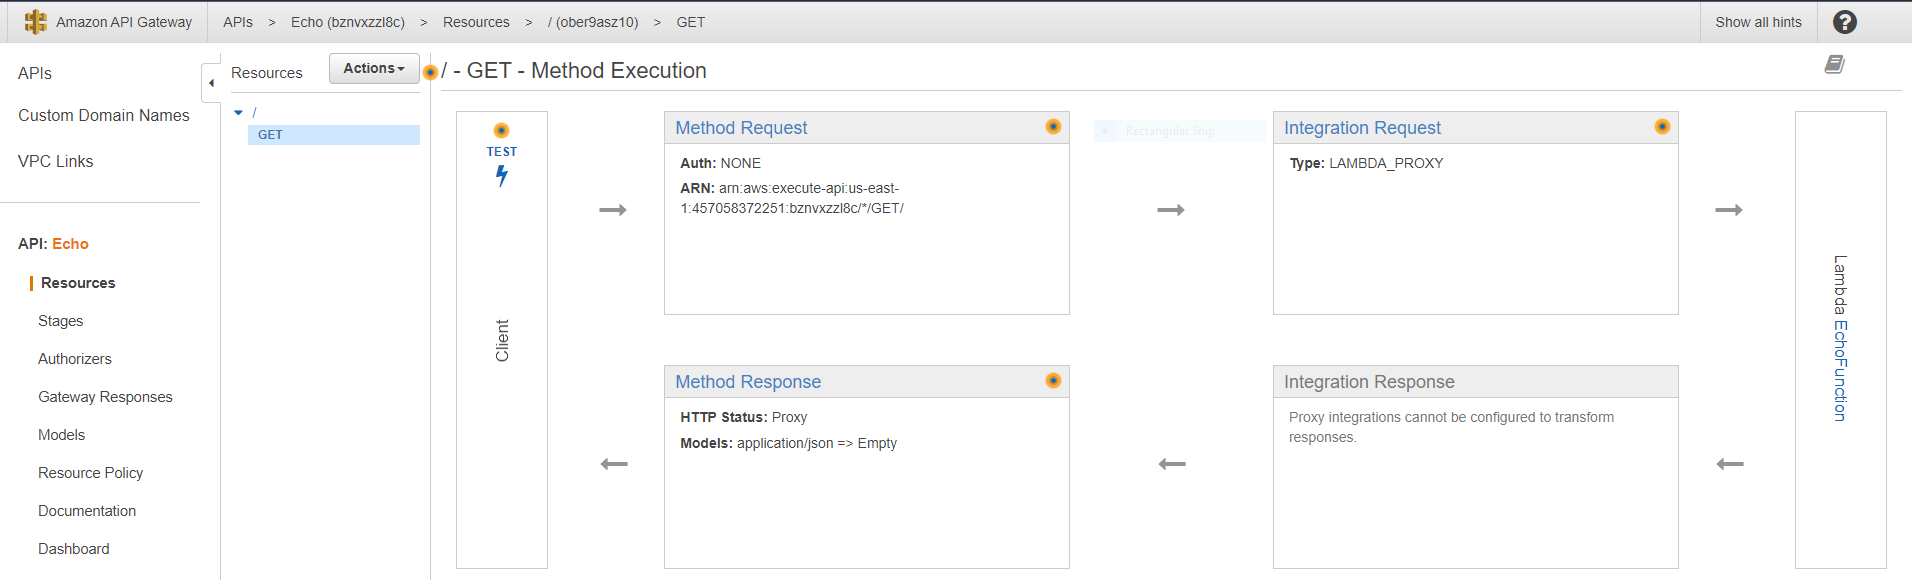 Amazon API Gateway
APIs > Echo (bznvxzzl8c) > Resources > / (ober9asz10) > GET
Show all hints
?
APIs
Custom Domain Names
VPC Links
API: Echo
Resources
Stages
Authorizers
Gateway Responses
Models
Resource Policy
Documentation
Dashboard
Resources
Actions
/
GET
/ - GET - Method Execution
TEST
Client
Method Request
Auth: NONE
ARN: arn:aws:execute-api:us-east-
1:457058372251:bznvxzzl8c/*/GET/
Rectangular Snip
Integration Request
Type: LAMBDA_PROXY
Lambda EchoFunction
Method Response
HTTP Status: Proxy
Models: application/json => Empty
Integration Response
Proxy integrations cannot be configured to transform
responses.